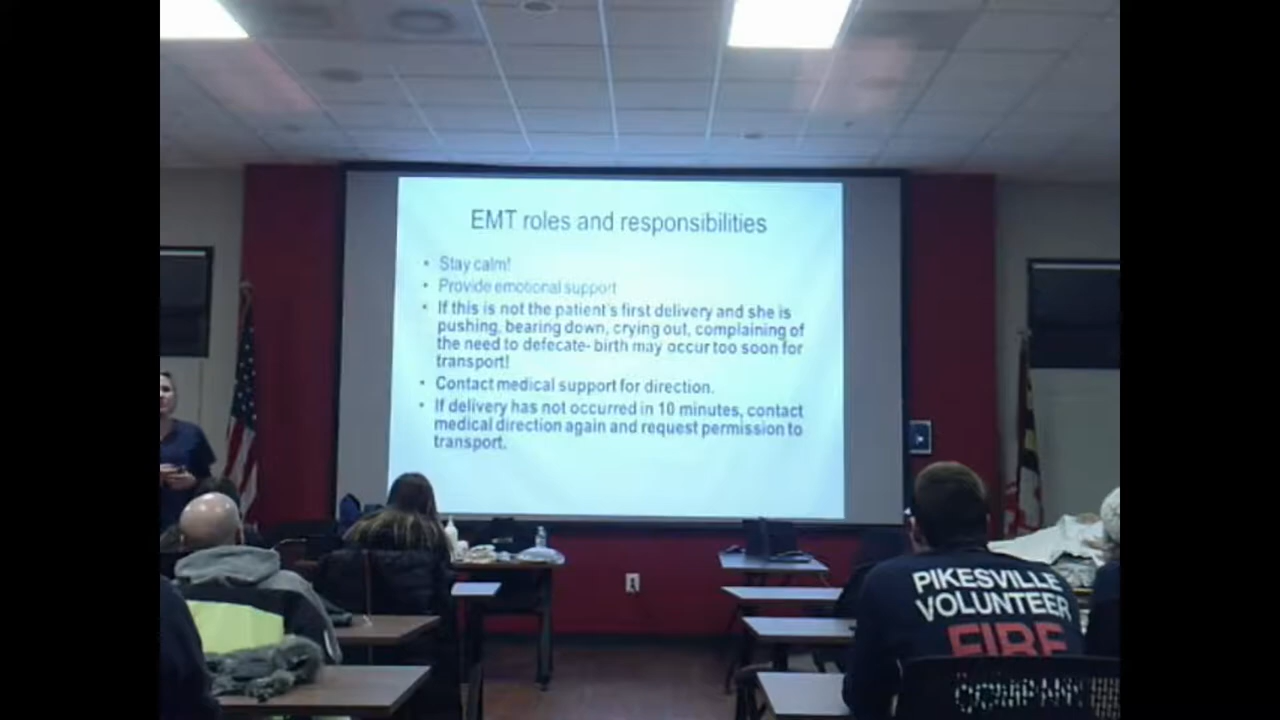 EMT roles and responsibilities
• Stay calm!
• Provide emotional support
• If this is not the patient's first delivery and she is
pushing, bearing down, crying out, complaining of
the need to defecate- birth may occur too soon for
transport!
• Contact medical support for direction.
• If delivery has not occurred in 10 minutes, contact
medical direction again and request permission to
transport.
PIKESVILLE
VOLUNTEER
FIRE
COMPANY